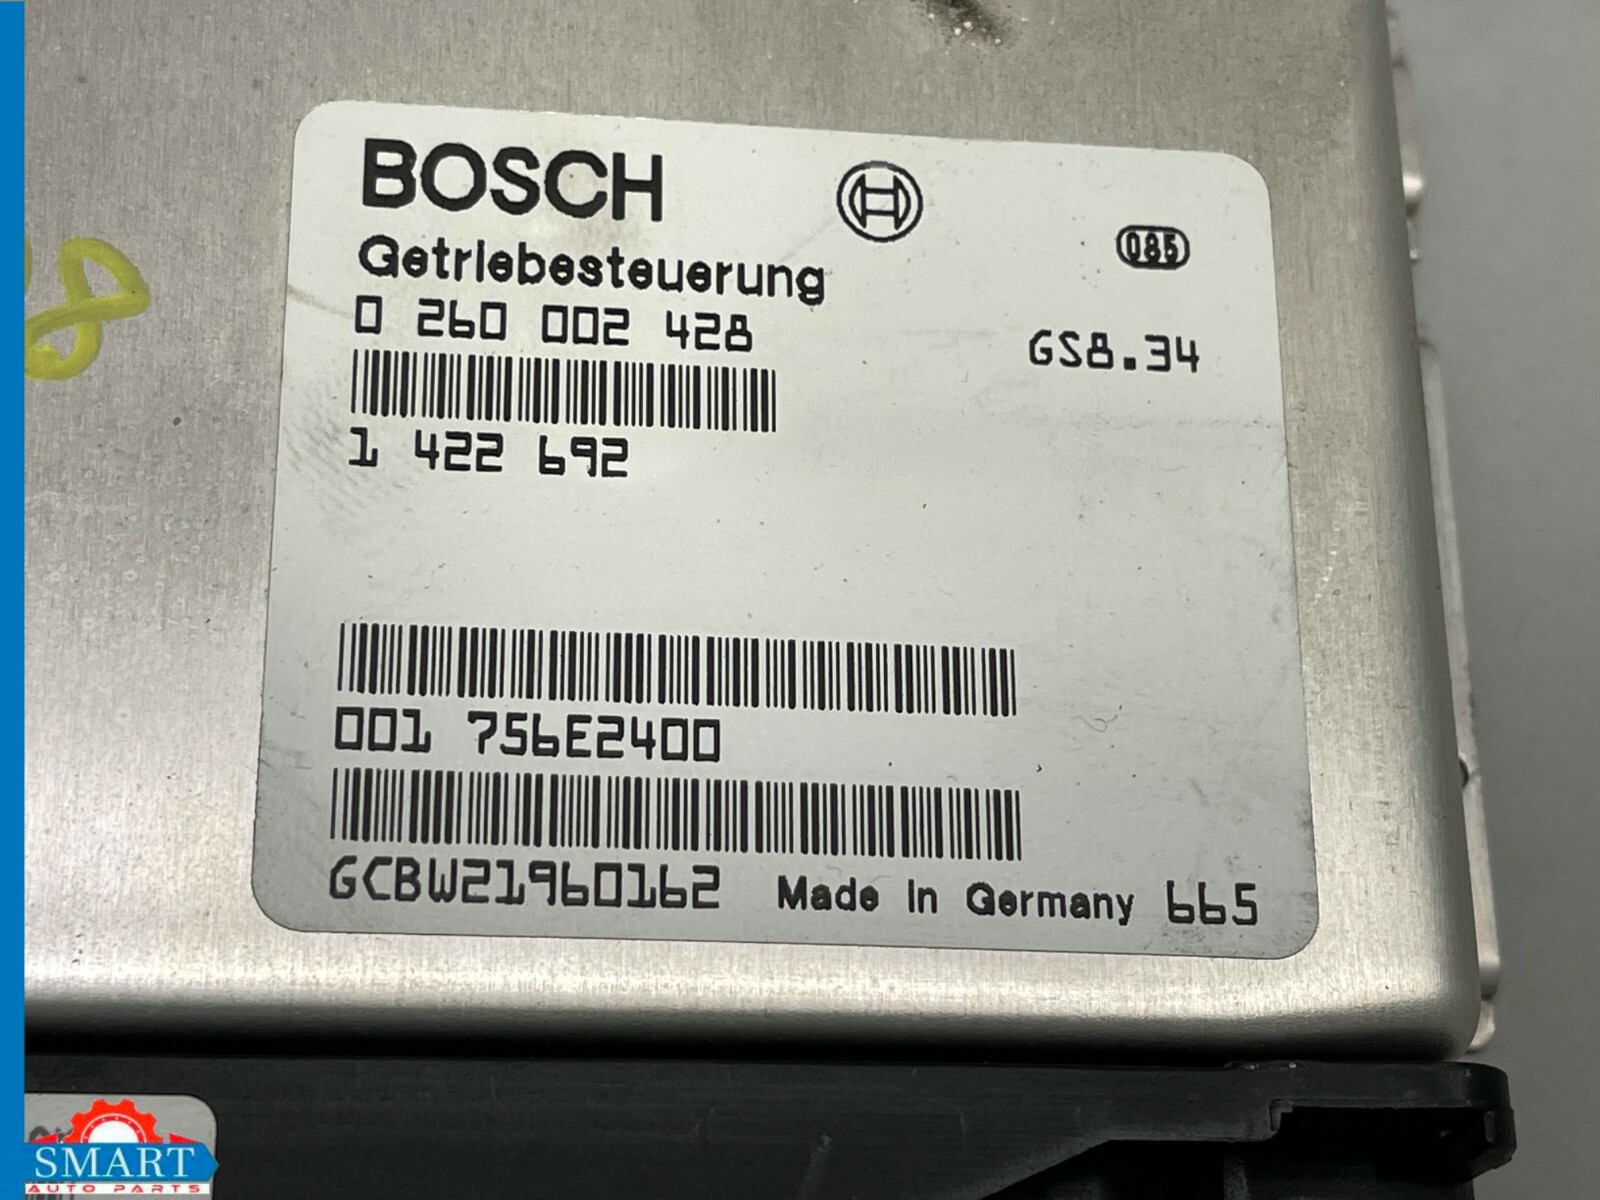 BOSCH
085
Getriebesteuerung
0 260 002 428
GS8.34
1 422 692
001 756E2400
GCBW21960162 Made in Germany 665
SMART
AUTO PARTS